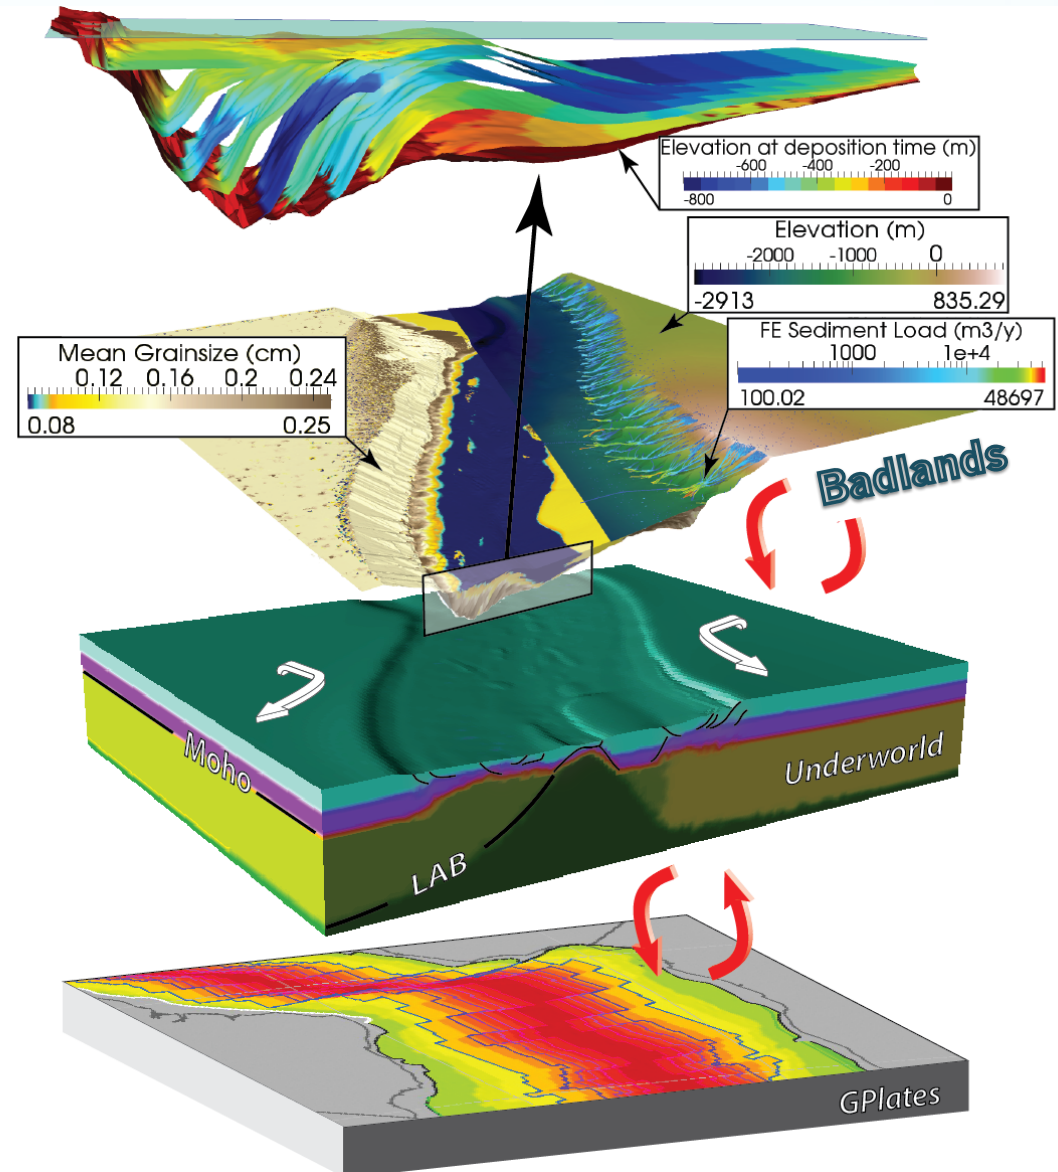 Elevation at deposition time (m)
-600 -400 -200
-800 0
Elevation (m)
-2000 -1000 0
-2913 835.29
FE Sediment Load (m3/y)
1000 1e+4
100.02 48697
Mean Grainsize (cm)
0.12 0.16 0.2 0.24
0.08 0.25
Badlands
Moho
Underworld
LAB
GPlates